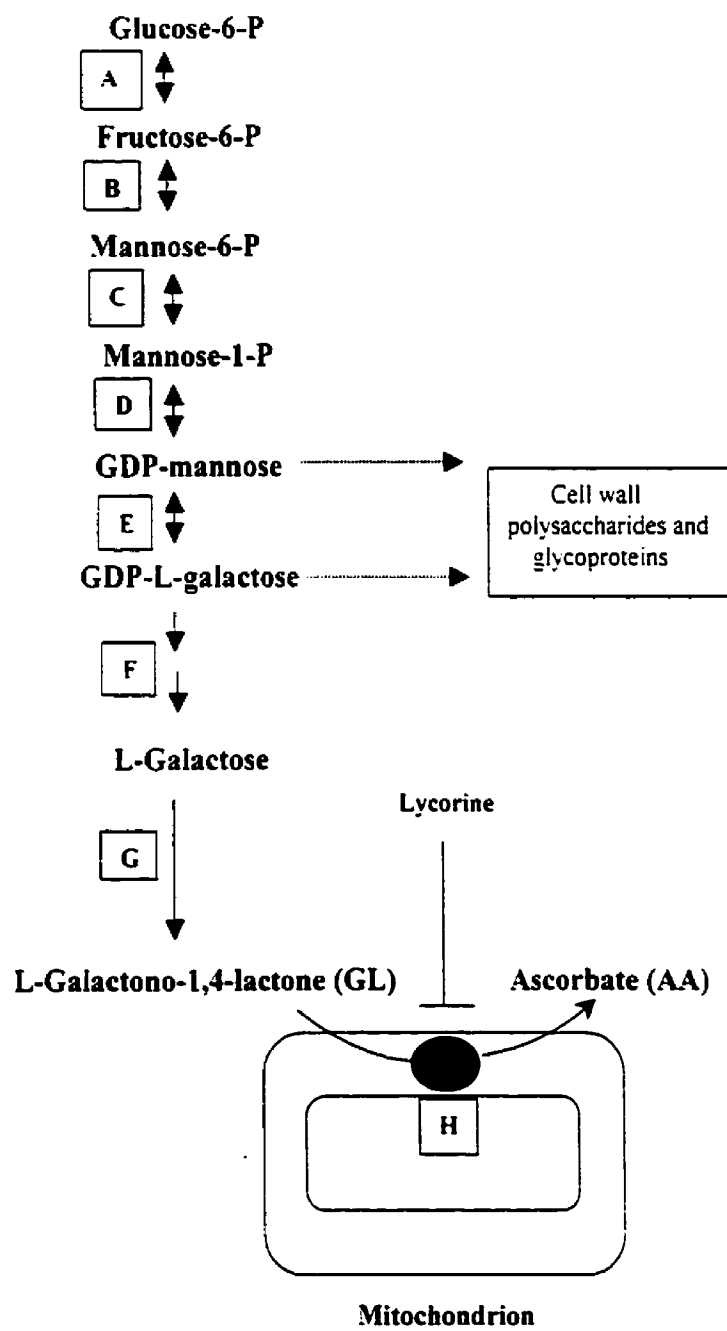 Glucose-6-P
A
Fructose-6-P
B
Mannose-6-P
C
Mannose-1-P
D
GDP-mannose
Cell wall
polysaccharides and
glycoproteins
E
GDP-L-galactose
F
L-Galactose
Lycorine
G
L-Galactono-1,4-lactone (GL)
Ascorbate (AA)
H
Mitochondrion